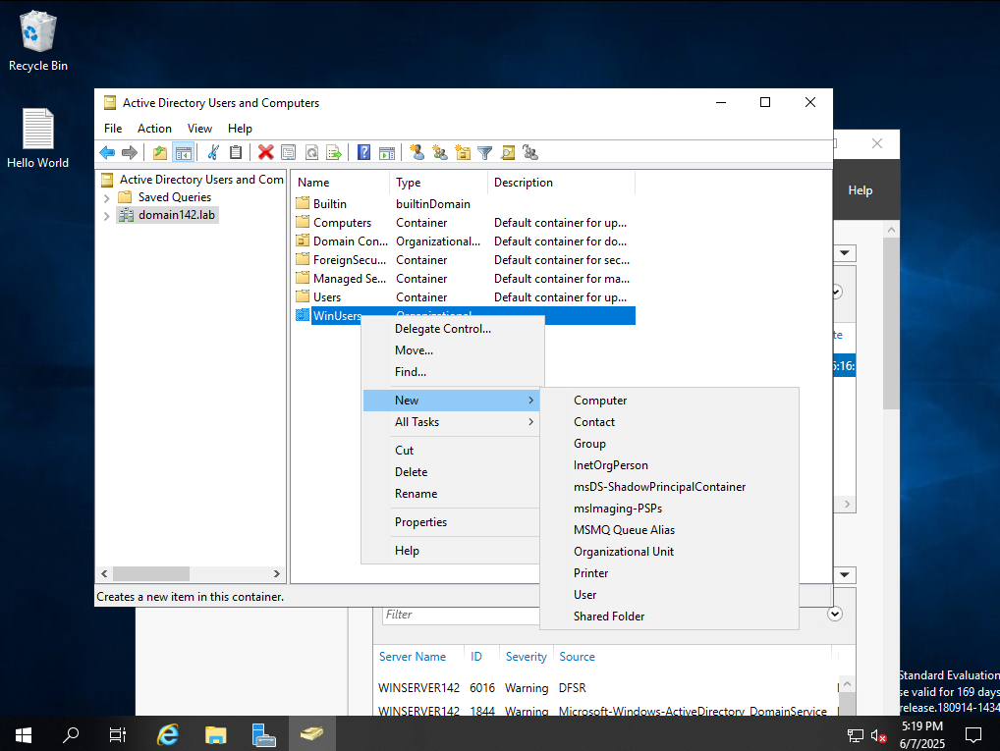 Recycle Bin
Hello World
Active Directory Users and Computers
File Action View Help
Active Directory Users and Com
Saved Queries
domain142.lab
Name Type Description
Builtin builtinDomain
Computers Container Default container for up...
Domain Con... Organizational... Default container for do...
ForeignSecu... Container Default container for sec...
Managed Se... Container Default container for ma...
Users Container Default container for up...
WinUsers Organizational
Delegate Control...
Move...
Find...
New
All Tasks
Cut
Delete
Rename
Properties
Help
Computer
Contact
Group
InetOrgPerson
msDS-ShadowPrincipalContainer
msImaging-PSPs
MSMQ Queue Alias
Organizational Unit
Printer
User
Shared Folder
Creates a new item in this container.
Help
te
5:16:
Filter
Server Name ID Severity Source
WINSERVER142 6016 Warning DFSR
WINSERVER142 1844 Warning Microsoft-Windows-ActiveDirectory_DomainService
Standard Evaluation
se valid for 169 days
release.180914-1434
5:19 PM
6/7/2025